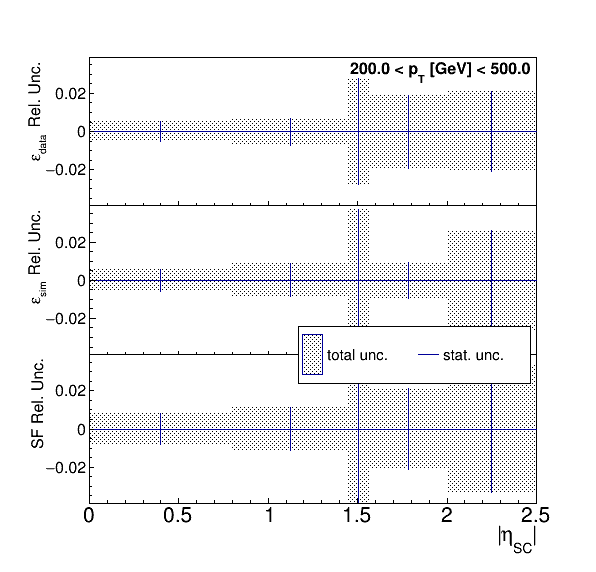 200.0 < p_T [GeV] < 500.0
ε_data Rel. Unc.
0.02
0
−0.02
ε_sim Rel. Unc.
0.02
0
−0.02
total unc.
stat. unc.
SF Rel. Unc.
0.02
0
−0.02
0 0.5 1 1.5 2 2.5
|η_SC|